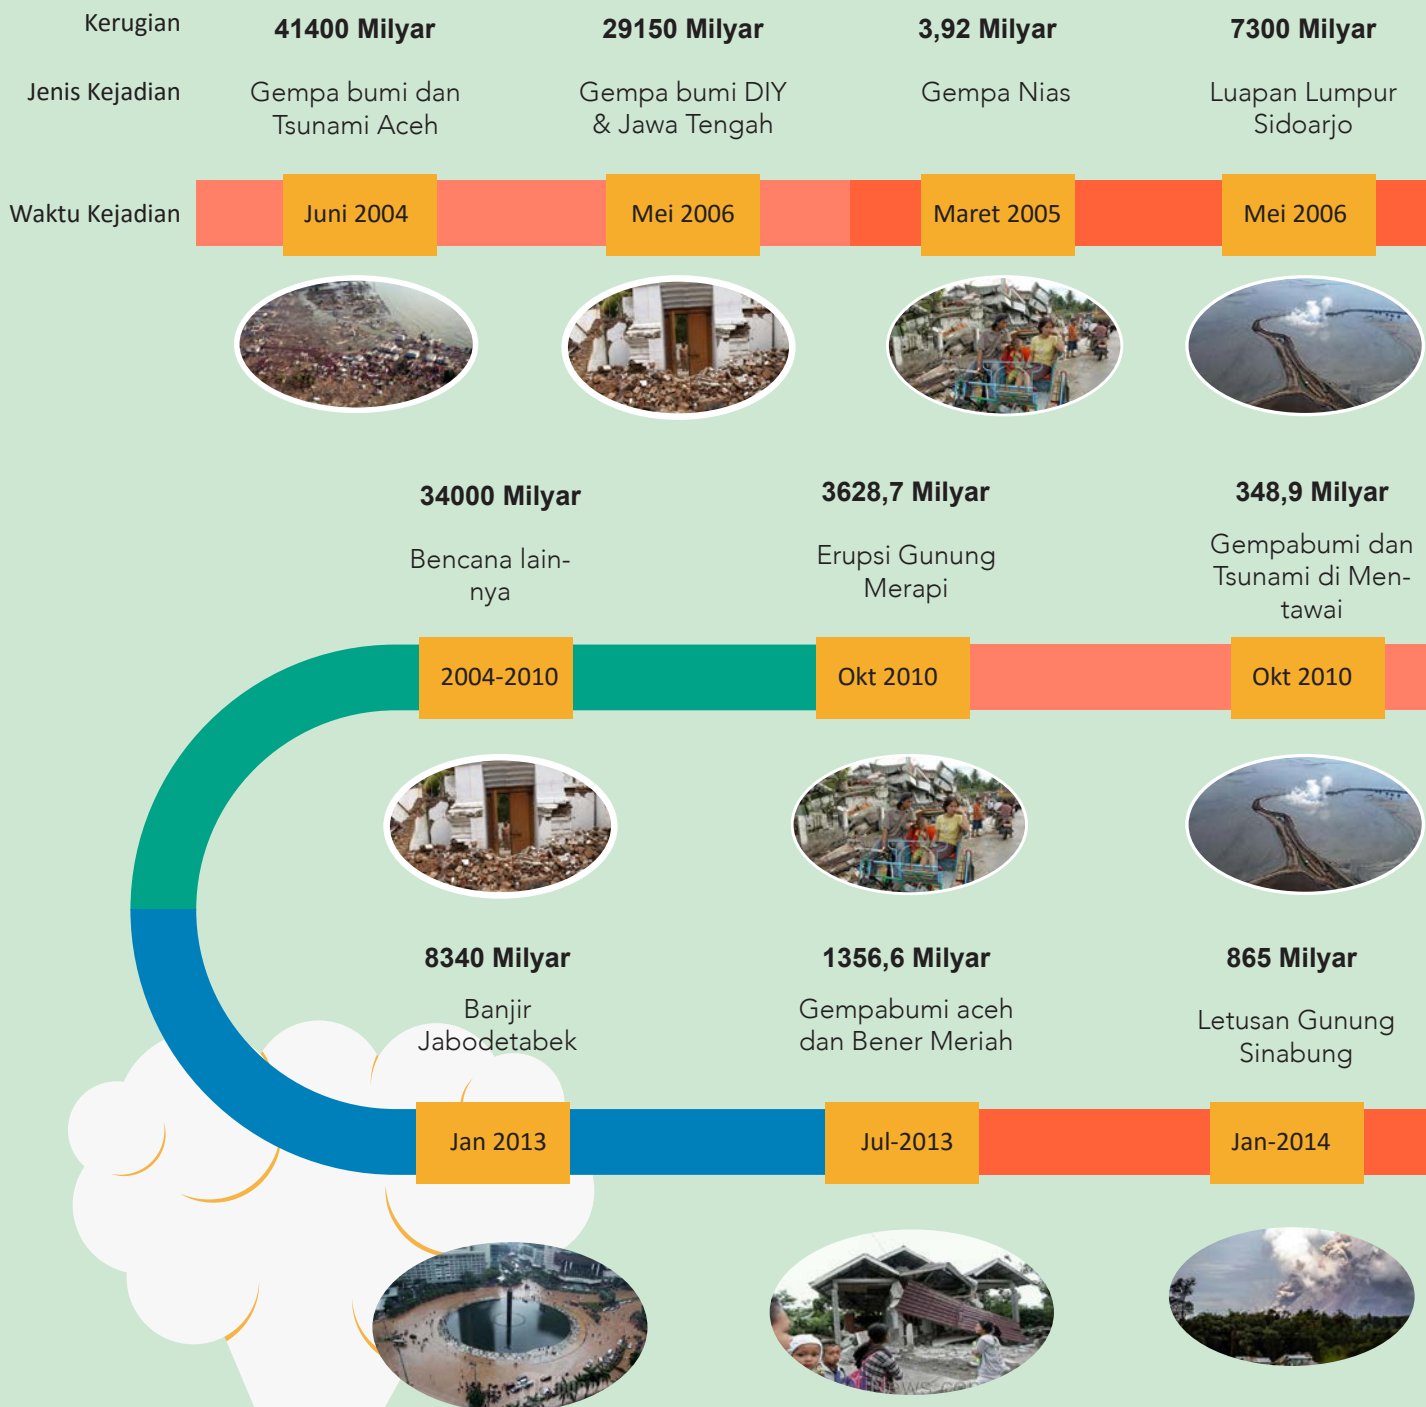 Kerugian
41400 Milyar
29150 Milyar
3,92 Milyar
7300 Milyar
Jenis Kejadian
Gempa bumi dan
Tsunami Aceh
Gempa bumi DIY
& Jawa Tengah
Gempa Nias
Luapan Lumpur
Sidoarjo
Waktu Kejadian
Juni 2004
Mei 2006
Maret 2005
Mei 2006
34000 Milyar
3628,7 Milyar
348,9 Milyar
Bencana lain-
nya
Erupsi Gunung
Merapi
Gempabumi dan
Tsunami di Men-
tawai
2004-2010
Okt 2010
Okt 2010
8340 Milyar
1356,6 Milyar
865 Milyar
Banjir
Jabodetabek
Gempabumi aceh
dan Bener Meriah
Letusan Gunung
Sinabung
Jan 2013
Jul-2013
Jan-2014